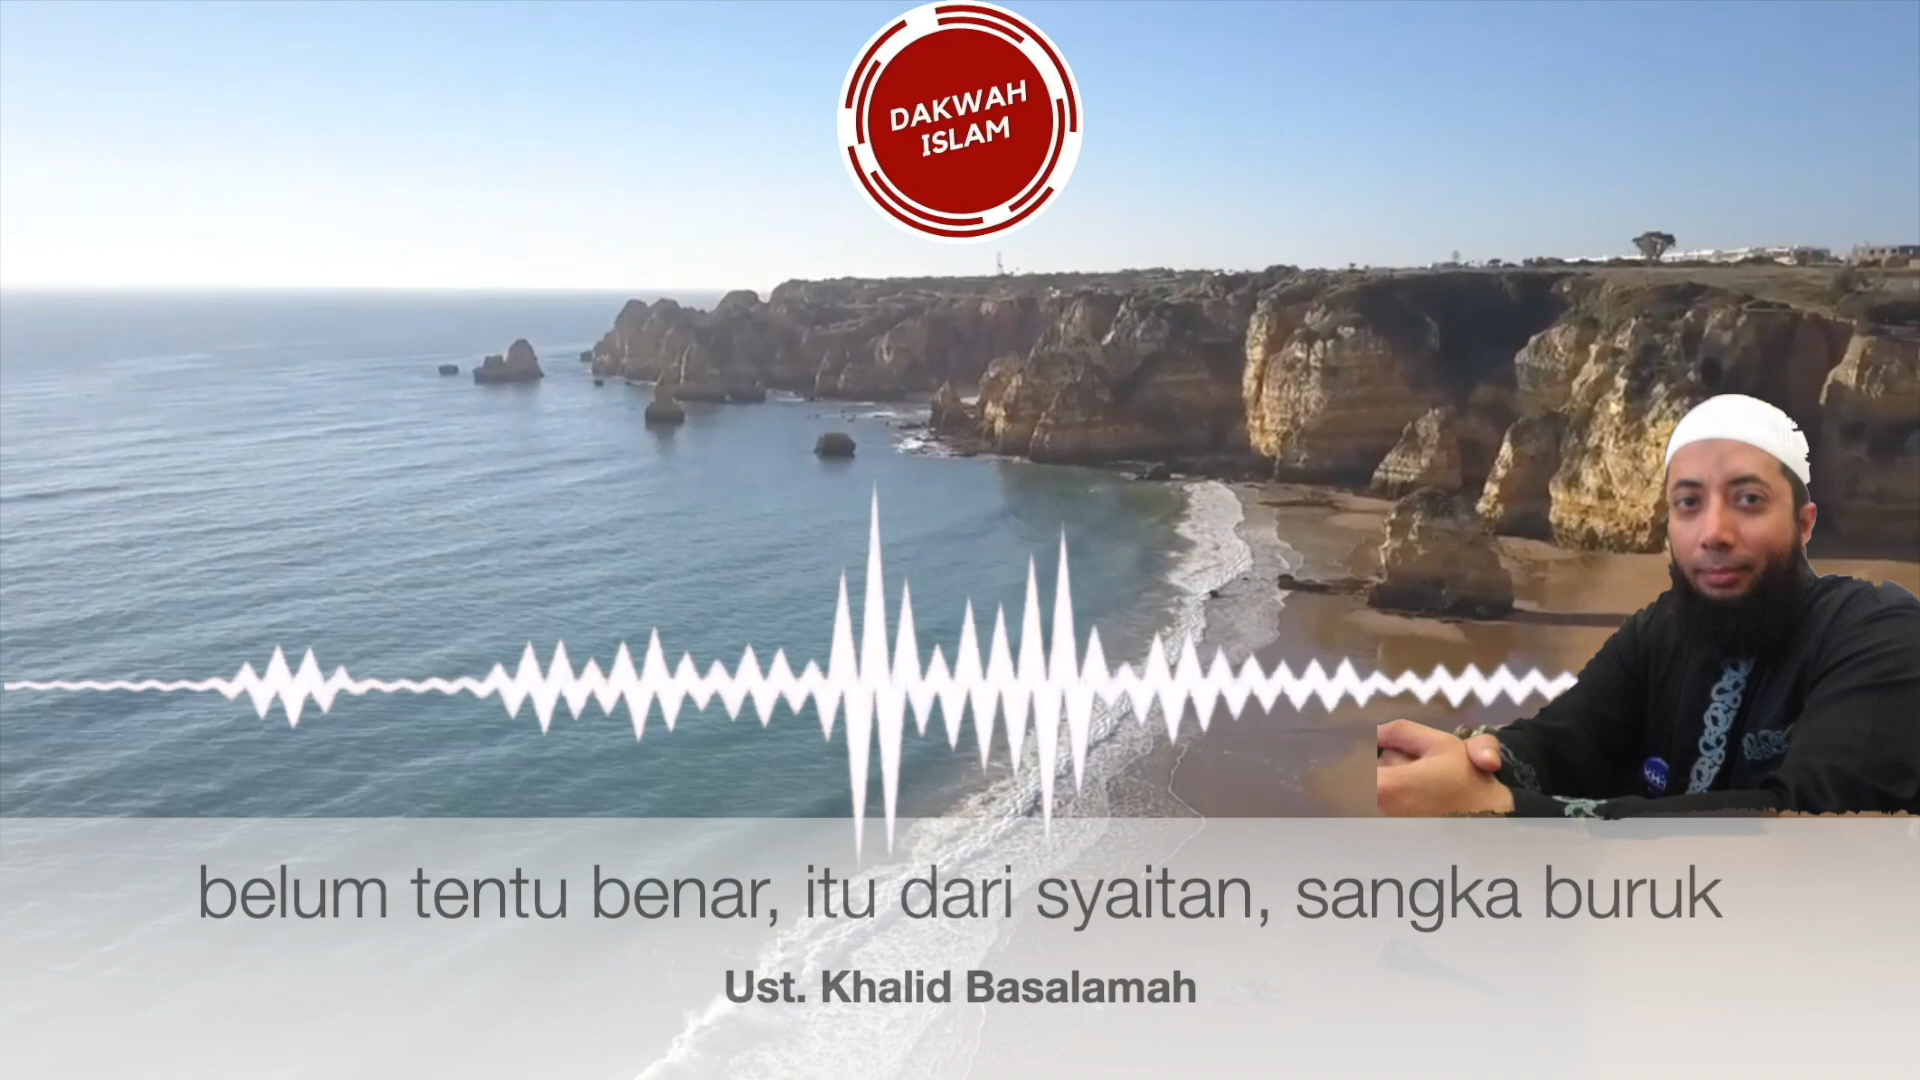 DAKWAH
ISLAM
belum tentu benar, itu dari syaitan, sangka buruk
Ust. Khalid Basalamah